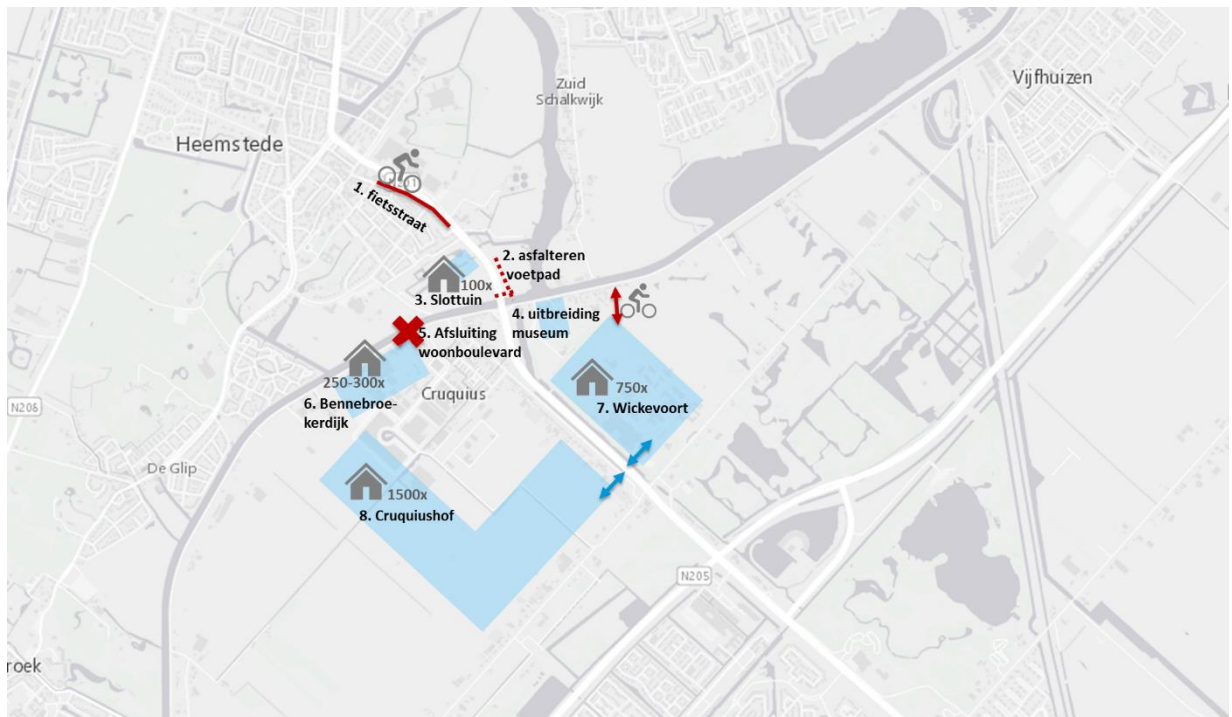 Vijfhuizen
Zuid
Schalkwijk
Heemstede
1. fietsstraat
2. asfalteren
voetpad
100x
3. Slottuin
4. uitbreiding
museum
5. Afsluiting
woonboulevard
250-300x
6. Bennebroe-
kerdijk
Cruquius
750x
7. Wickevoort
N208
De Glip
1500x
8. Cruquiushof
N205
roek